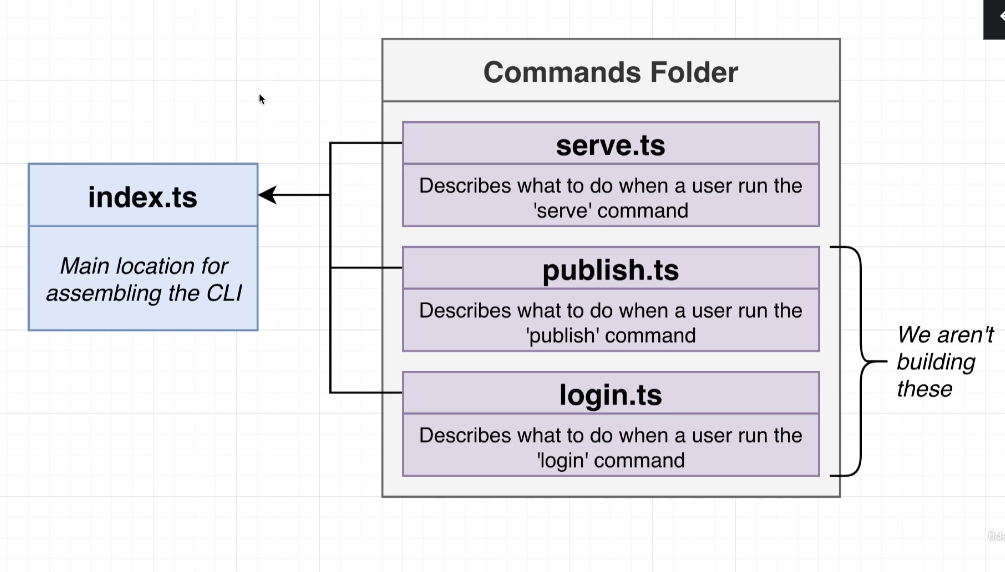 Commands Folder
serve.ts
Describes what to do when a user run the
'serve' command
index.ts
Main location for
assembling the CLI
publish.ts
Describes what to do when a user run the
'publish' command
We aren't
building
these
login.ts
Describes what to do when a user run the
'login' command